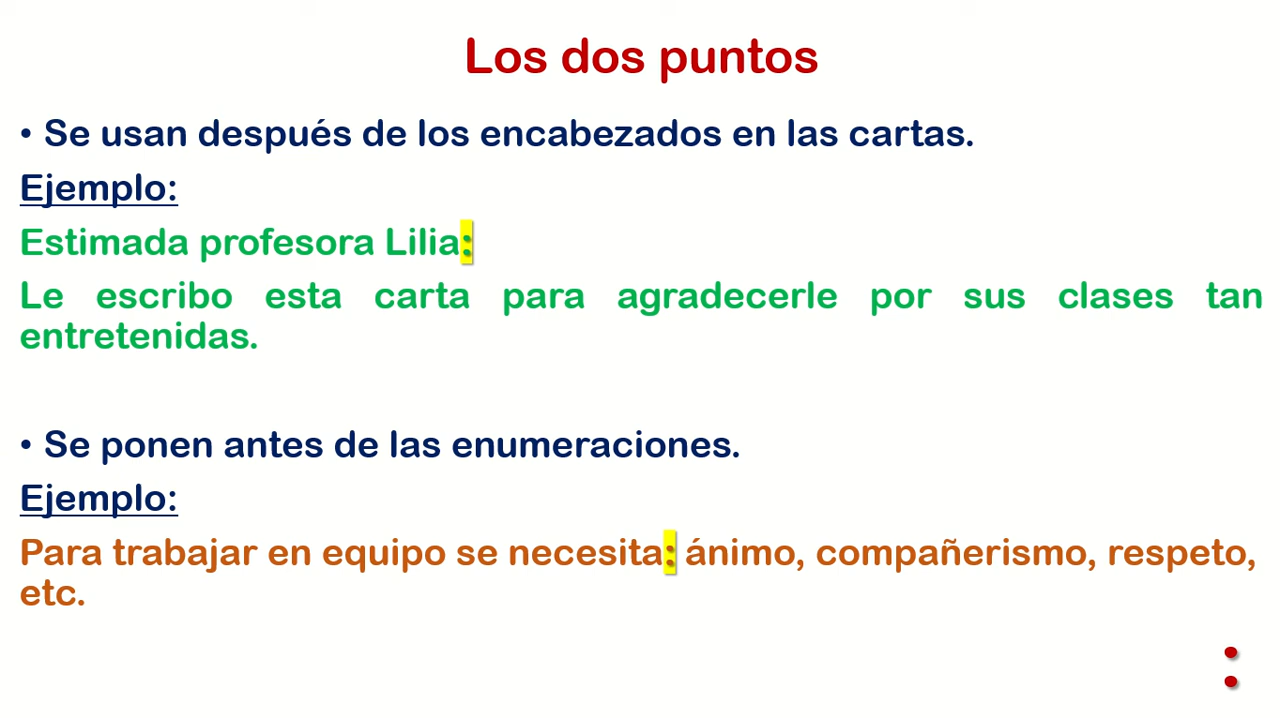 Los dos puntos
• Se usan después de los encabezados en las cartas.
Ejemplo:
Estimada profesora Lilia:
Le escribo esta carta para agradecerle por sus clases tan
entretenidas.
• Se ponen antes de las enumeraciones.
Ejemplo:
Para trabajar en equipo se necesita: ánimo, compañerismo, respeto,
etc.
: